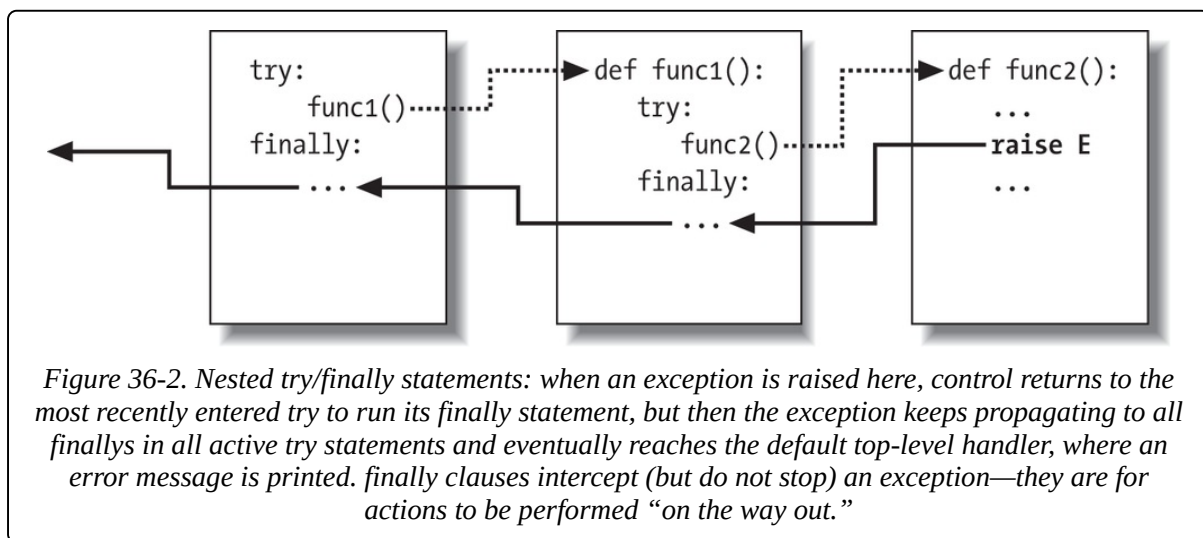 try:
func1()
finally:
...
def func1():
try:
func2()
finally:
...
def func2():
...
raise E
...
Figure 36-2. Nested try/finally statements: when an exception is raised here, control returns to the
most recently entered try to run its finally statement, but then the exception keeps propagating to all
finallys in all active try statements and eventually reaches the default top-level handler, where an
error message is printed. finally clauses intercept (but do not stop) an exception—they are for
actions to be performed “on the way out.”